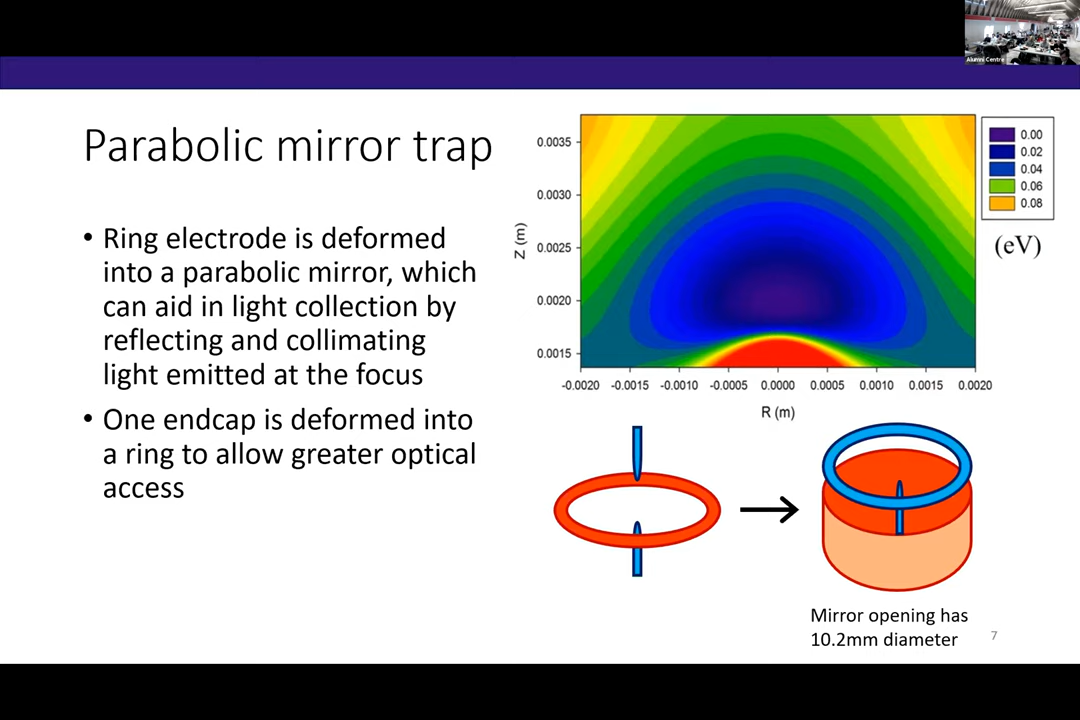 Alumni Centre
Parabolic mirror trap
• Ring electrode is deformed
into a parabolic mirror, which
can aid in light collection by
reflecting and collimating
light emitted at the focus
• One endcap is deformed into
a ring to allow greater optical
access
Z (m)
0.0035
0.0030
0.0025
0.0020
0.0015
-0.0020 -0.0015 -0.0010 -0.0005 0.0000 0.0005 0.0010 0.0015 0.0020
R (m)
0.00
0.02
0.04
0.06
0.08
(eV)
Mirror opening has
10.2mm diameter
7